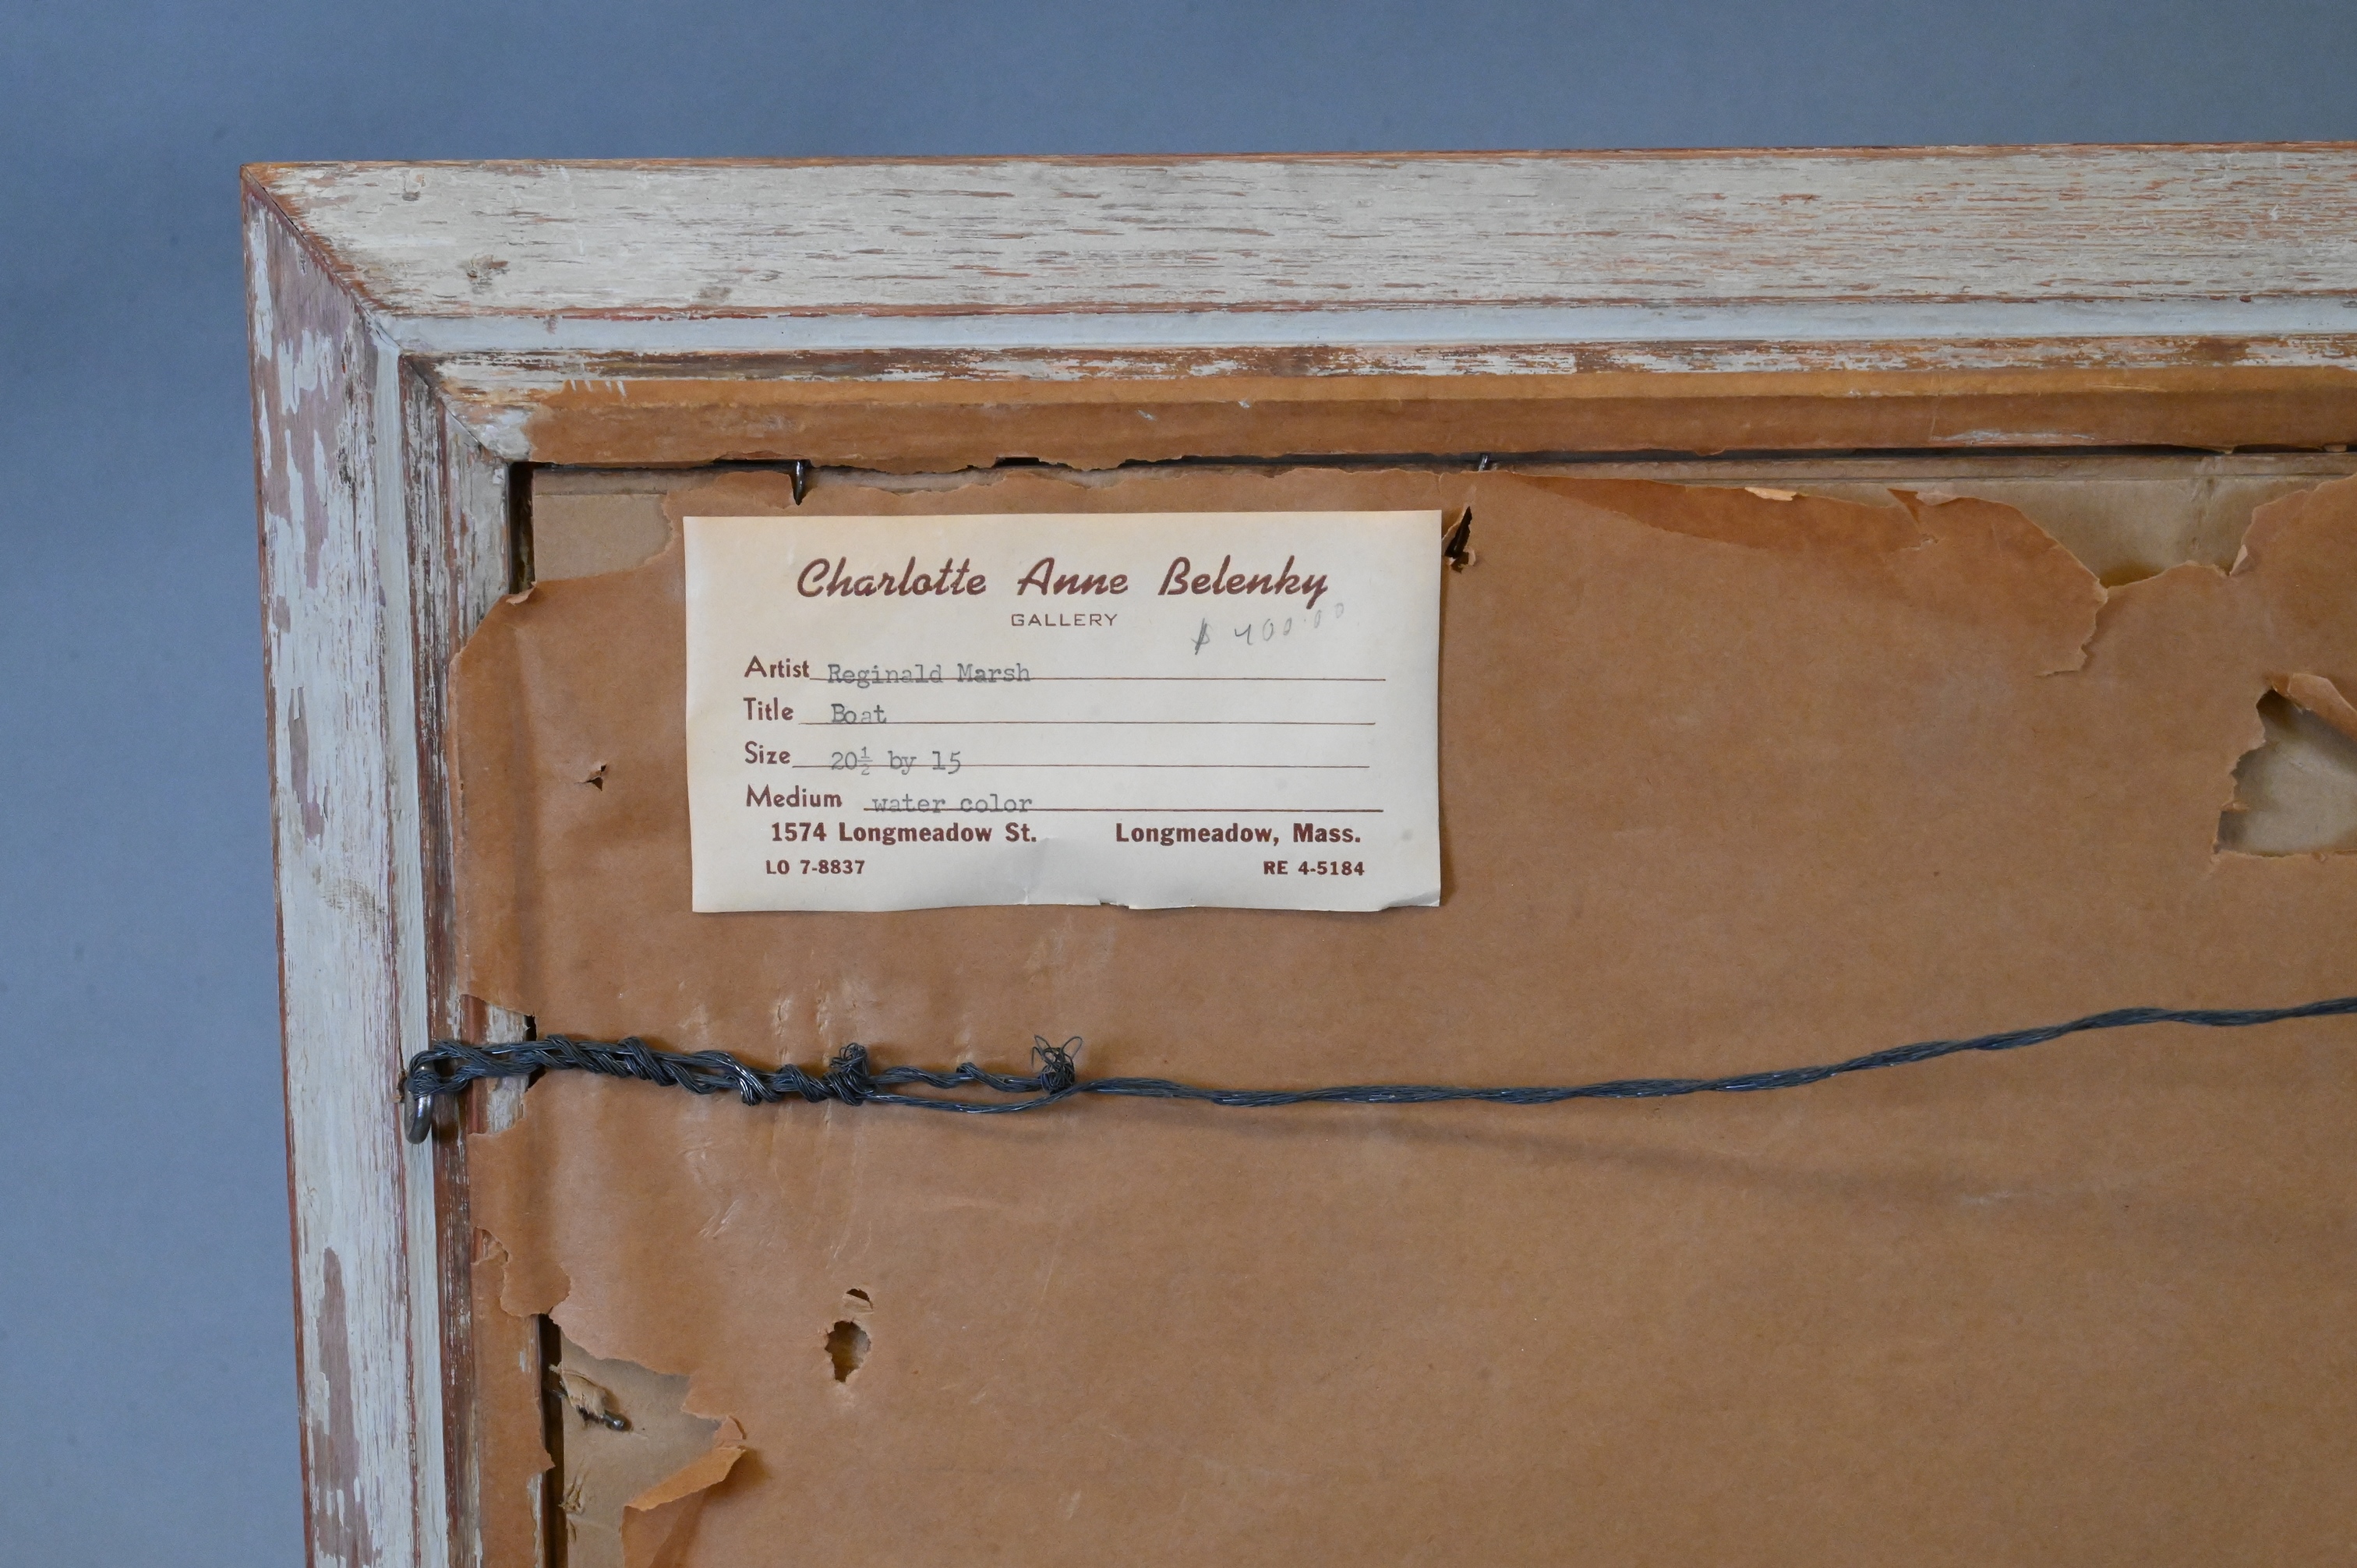 Charlotte Anne Belenky
GALLERY
$ 400.00
Artist Reginald Marsh
Title Boat
Size 20½ by 15
Medium water color
1574 Longmeadow St. Longmeadow, Mass.
LO 7-8837 RE 4-5184